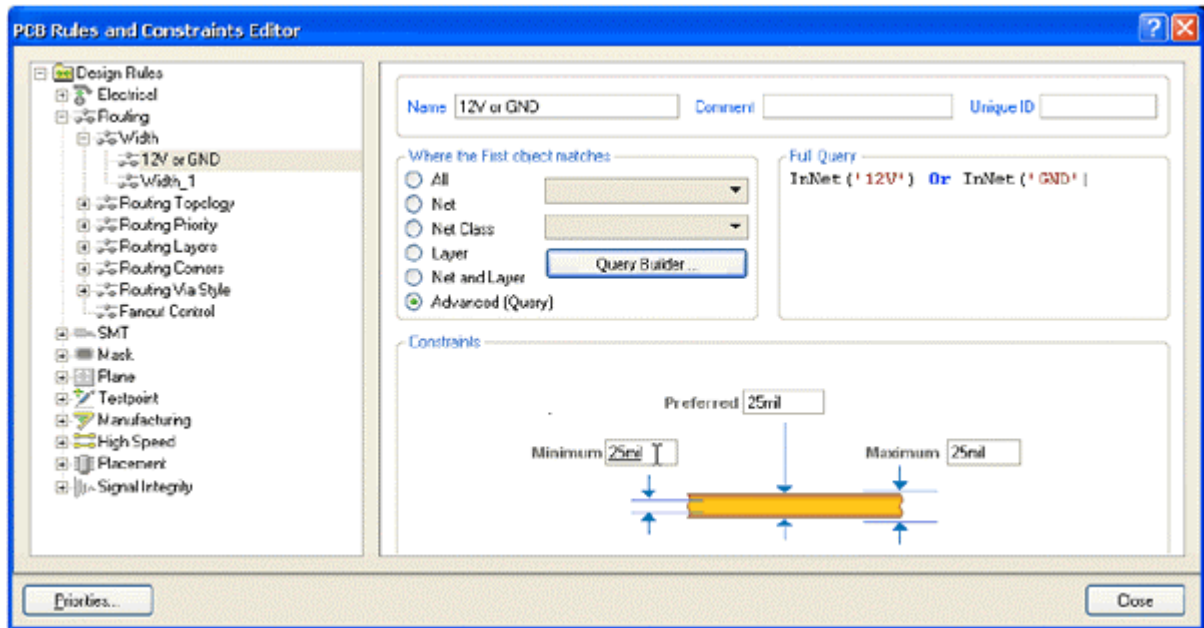 PCB Rules and Constraints Editor
Design Rules
Electrical
Routing
Width
12V or GND
Width_1
Routing Topology
Routing Priority
Routing Layers
Routing Corners
Routing Via Style
Fanout Control
SMT
Mask
Plane
Testpoint
Manufacturing
High Speed
Placement
Signal Integrity
Name 12V or GND Comment Unique ID
Where the First object matches
All
Net
Net Class
Layer
Net and Layer
Advanced (Query)
Query Builder ...
Full Query
InNet('12V') Or InNet('GND'
Constraints
Preferred 25mil
Minimum 25mil Maximum 25mil
Priorities... Close